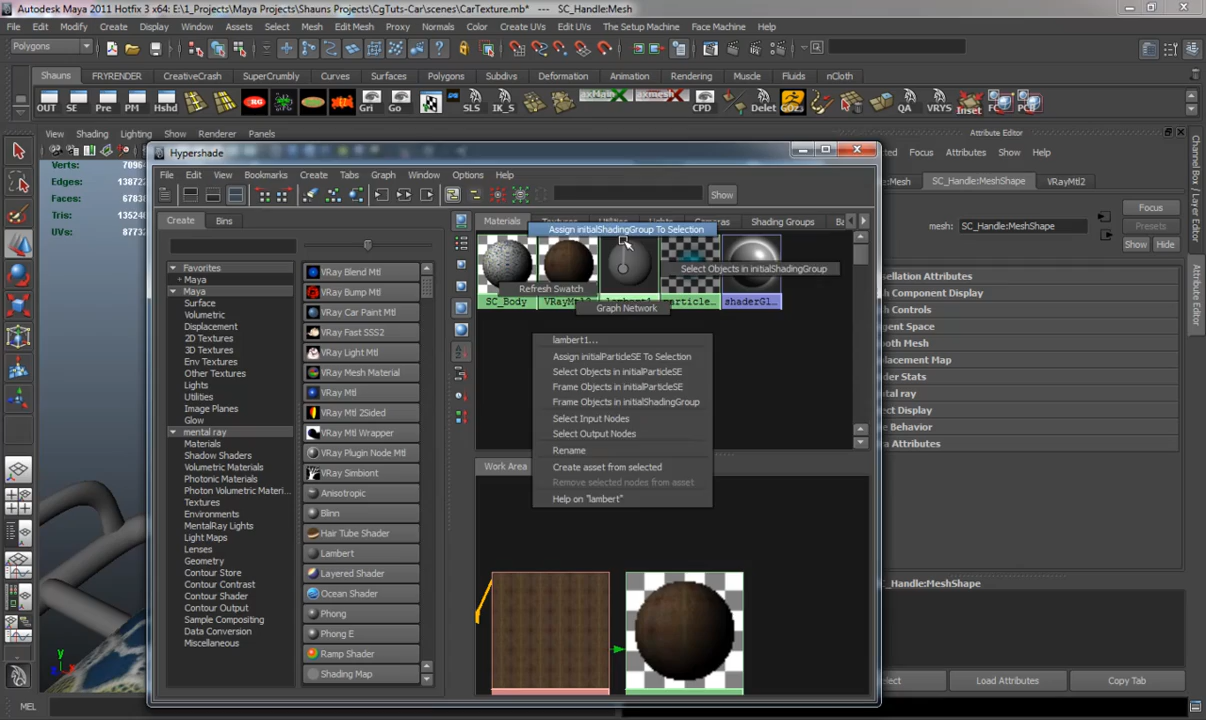 Autodesk Maya 2011 Hotfix 3 x64: E:\1_Projects\Maya Projects\Shauns Projects\CgTuts-Car\scenes\CarTexture.mb* --- SC_Handle:Mesh
File Edit Modify Create Display Window Assets Select Mesh Edit Mesh Proxy Normals Color Create UVs Edit UVs The Setup Machine Muscle Help
Polygons
Shauns FRYRENDER CreativeCrash SuperCrumbly Curves Surfaces Polygons Subdivs Deformation Animation Rendering Muscle Fluids nCloth
OUT SE Pre PM Hshd Gri Go SLS IK_S CPD Delet GOZ QA VRYS Inset
View Shading Lighting Show Renderer Panels
Attribute Editor
Verts:
Edges:
Faces:
Tris:
UVs:
Hypershade
File Edit View Bookmarks Create Tabs Graph Window Options Help
Show
Focus Attributes Show Help
SC_Handle:MeshShape VRayMtl2
mesh: SC_Handle:MeshShape
Focus
Presets
Show Hide
Create Bins
Materials Utilities Lights Cameras Shading Groups
Assign initialShadingGroup To Selection
Select Objects in initialShadingGroup
Refresh Swatch
Graph Network
SC_Body
lambert1...
Assign initialParticleSE To Selection
Select Objects in initialParticleSE
Frame Objects in initialParticleSE
Frame Objects in initialShadingGroup
Select Input Nodes
Select Output Nodes
Rename
Create asset from selected
Remove selected nodes from asset
Help on "lambert"
Work Area
Favorites
Maya
Maya
Surface
Volumetric
Displacement
2D Textures
3D Textures
Env Textures
Other Textures
Lights
Utilities
Image Planes
Glow
mental ray
Materials
Shadow Shaders
Volumetric Materials
Photonic Materials
Photon Volumetric Materi...
Textures
Environments
MentalRay Lights
Light Maps
Lenses
Geometry
Contour Store
Contour Contrast
Contour Shader
Contour Output
Sample Compositing
Data Conversion
Miscellaneous
VRay Blend Mtl
VRay Bump Mtl
VRay Car Paint Mtl
VRay Fast SSS2
VRay Light Mtl
VRay Mesh Material
VRay Mtl
VRay Mtl 2Sided
VRay Mtl Wrapper
VRay Plugin Node Mtl
VRay Simbiont
Anisotropic
Blinn
Hair Tube Shader
Lambert
Layered Shader
Ocean Shader
Phong
Phong E
Ramp Shader
Shading Map
Channel Box / Layer Editor
Attribute Editor
SC_Handle:MeshShape
Load Attributes Copy Tab
y
MEL